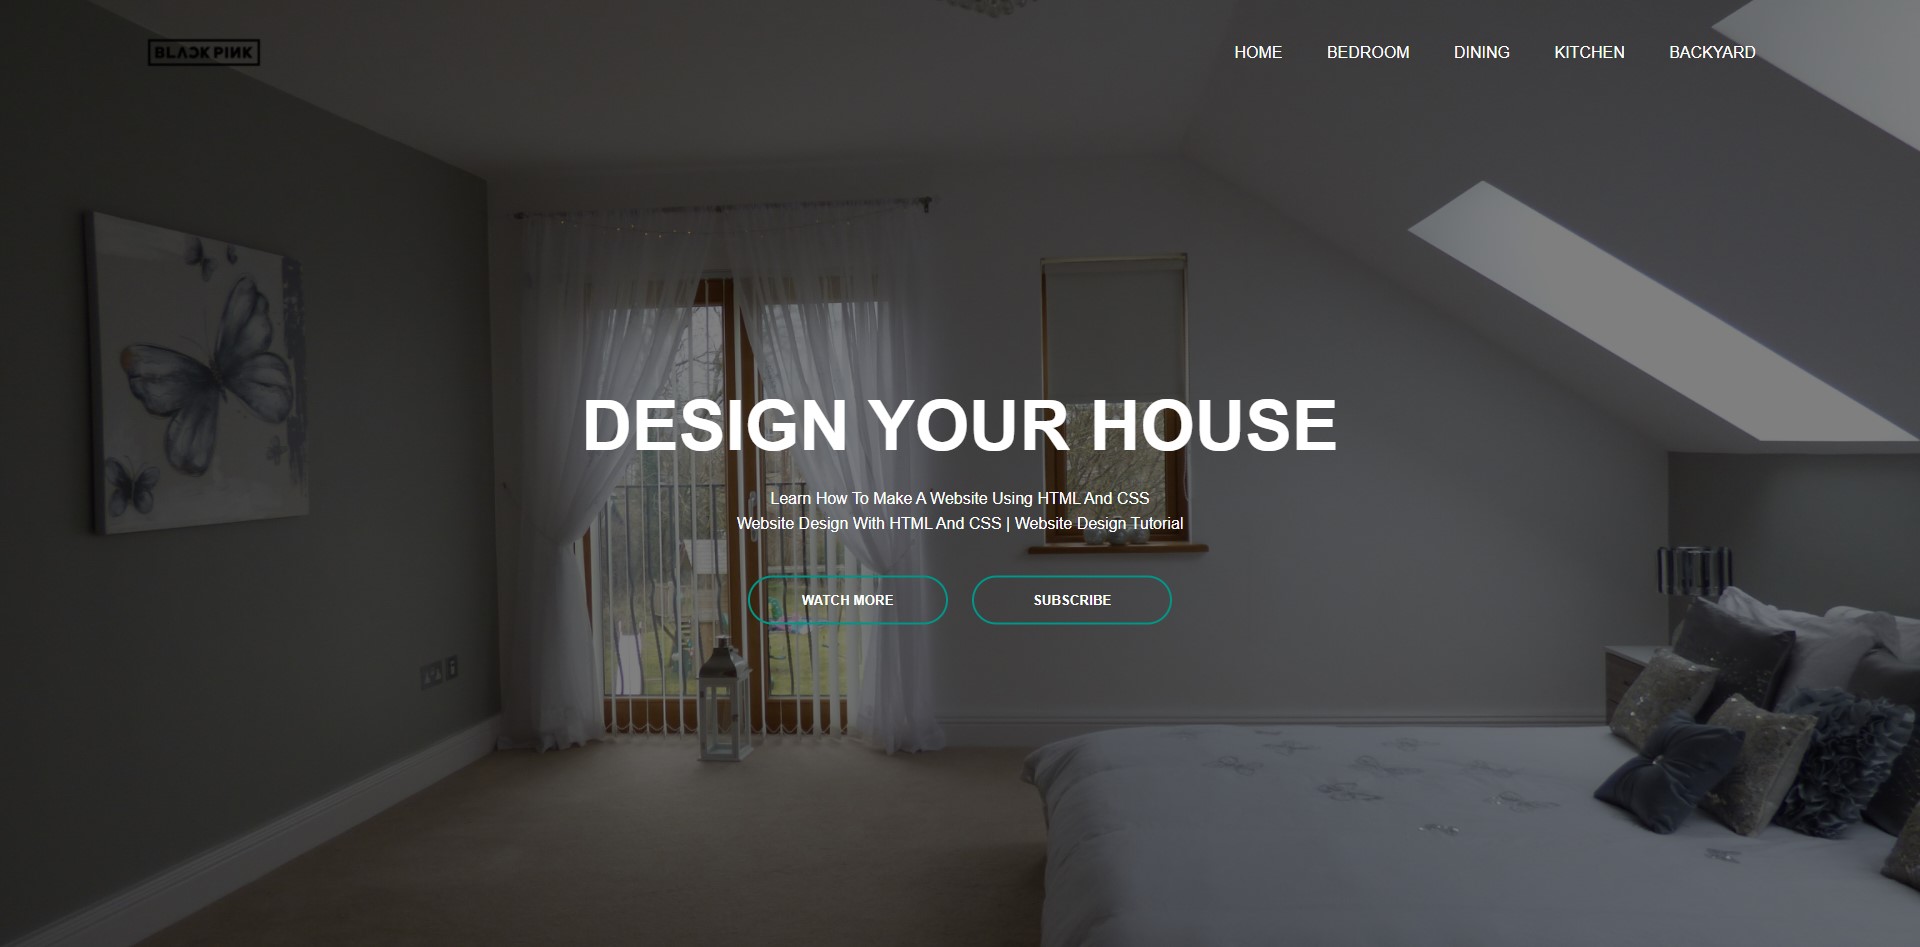 BLACKPINK
HOME BEDROOM DINING KITCHEN BACKYARD
DESIGN YOUR HOUSE
Learn How To Make A Website Using HTML And CSS
Website Design With HTML And CSS | Website Design Tutorial
WATCH MORE SUBSCRIBE